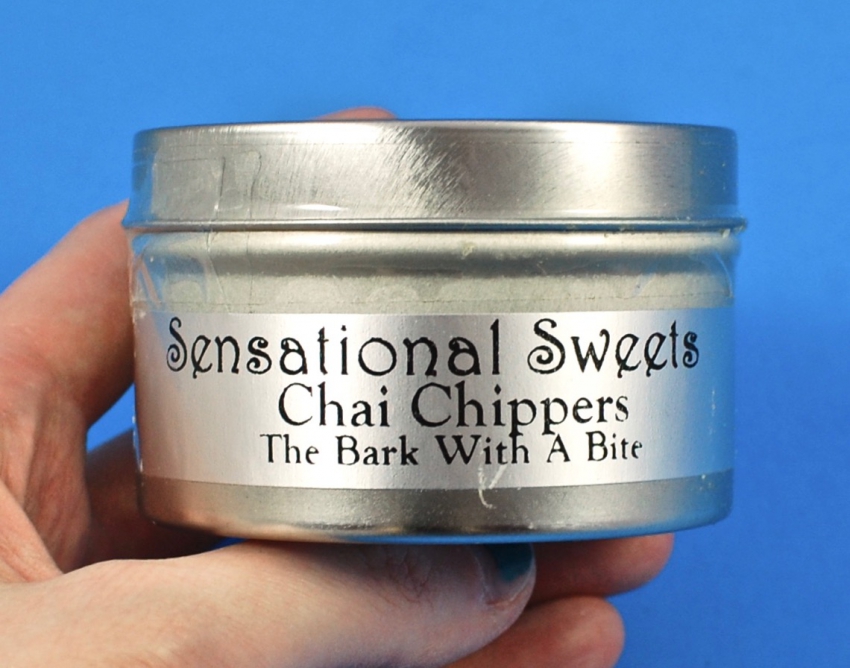 Sensational Sweets
Chai Chippers
The Bark With A Bite